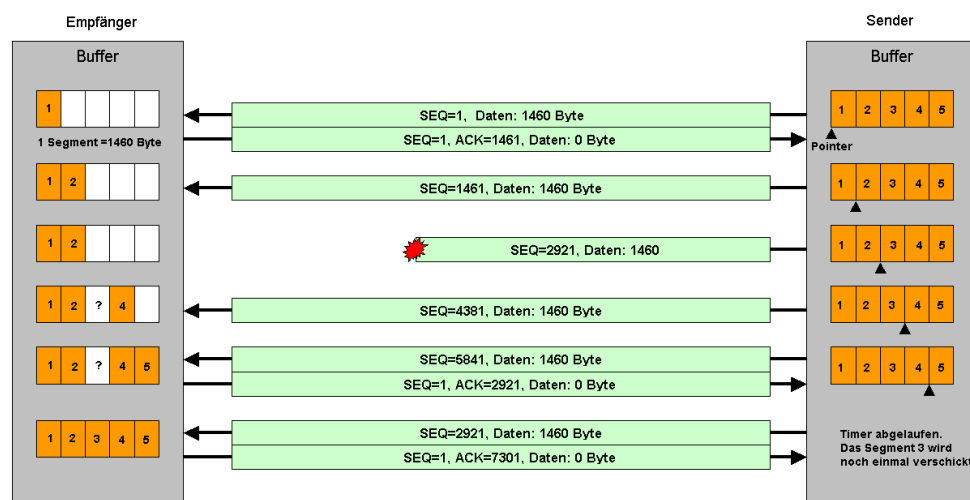 Empfänger
Sender
Buffer
Buffer
1
SEQ=1, Daten: 1460 Byte
1 2 3 4 5
1 Segment =1460 Byte
SEQ=1, ACK=1461, Daten: 0 Byte
Pointer
1 2
SEQ=1461, Daten: 1460 Byte
1 2 3 4 5
1 2
SEQ=2921, Daten: 1460
1 2 3 4 5
1 2 ? 4
SEQ=4381, Daten: 1460 Byte
1 2 3 4 5
1 2 ? 4 5
SEQ=5841, Daten: 1460 Byte
1 2 3 4 5
SEQ=1, ACK=2921, Daten: 0 Byte
1 2 3 4 5
SEQ=2921, Daten: 1460 Byte
SEQ=1, ACK=7301, Daten: 0 Byte
Timer abgelaufen.
Das Segment 3 wird
noch einmal verschickt